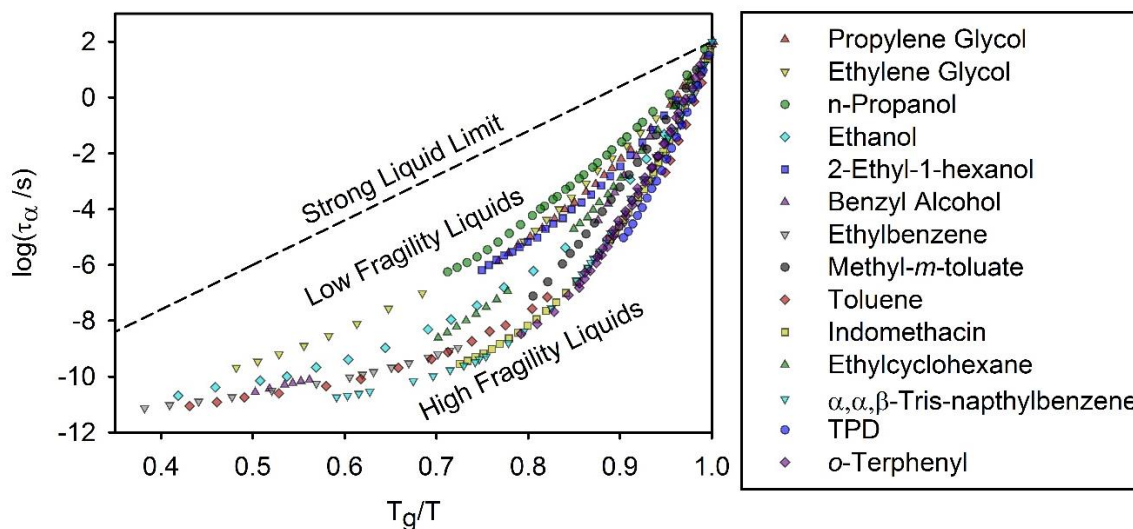 2
0
-2
-4
-6
-8
-10
-12
log(τα /s)
0.4 0.5 0.6 0.7 0.8 0.9 1.0
Tg/T
Strong Liquid Limit
Low Fragility Liquids
High Fragility Liquids
Propylene Glycol
Ethylene Glycol
n-Propanol
Ethanol
2-Ethyl-1-hexanol
Benzyl Alcohol
Ethylbenzene
Methyl-m-toluate
Toluene
Indomethacin
Ethylcyclohexane
α,α,β-Tris-napthylbenzene
TPD
o-Terphenyl